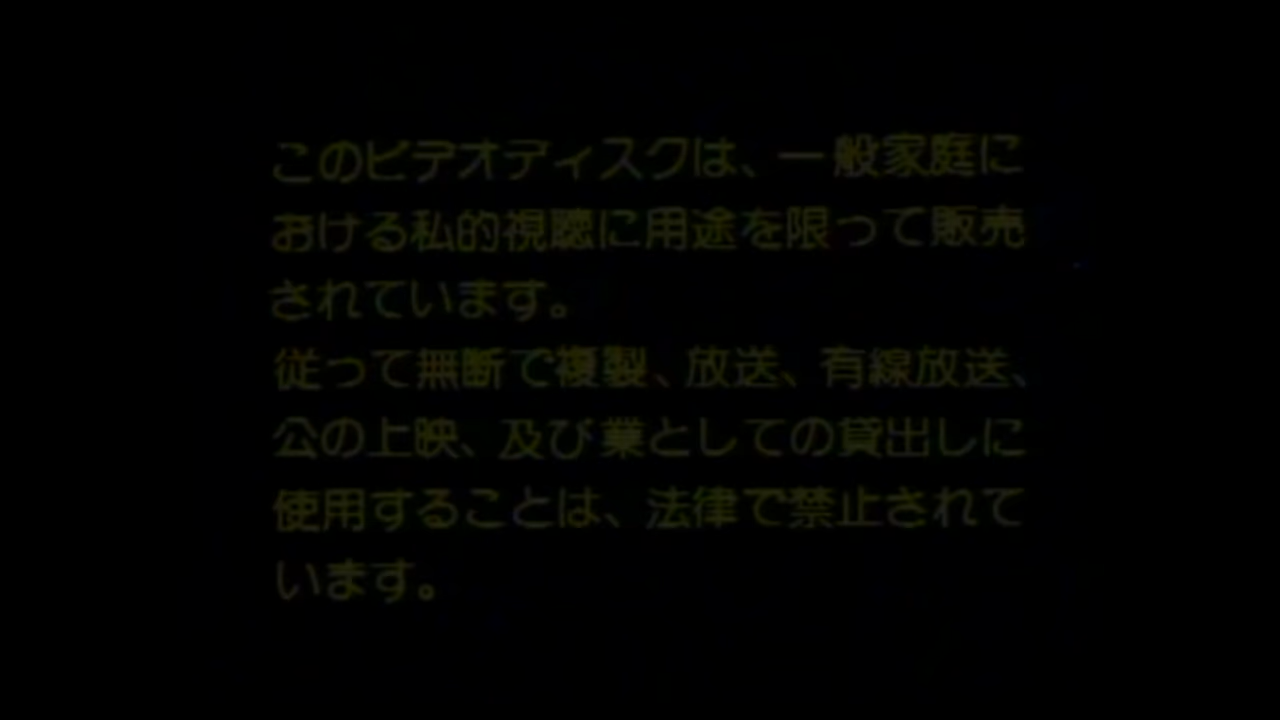 このビデオディスクは、一般家庭に
おける私的視聴に用途を限って販売
されています。
従って無断で複製、放送、有線放送、
公の上映、及び業としての貸出しに
使用することは、法律で禁止されて
います。